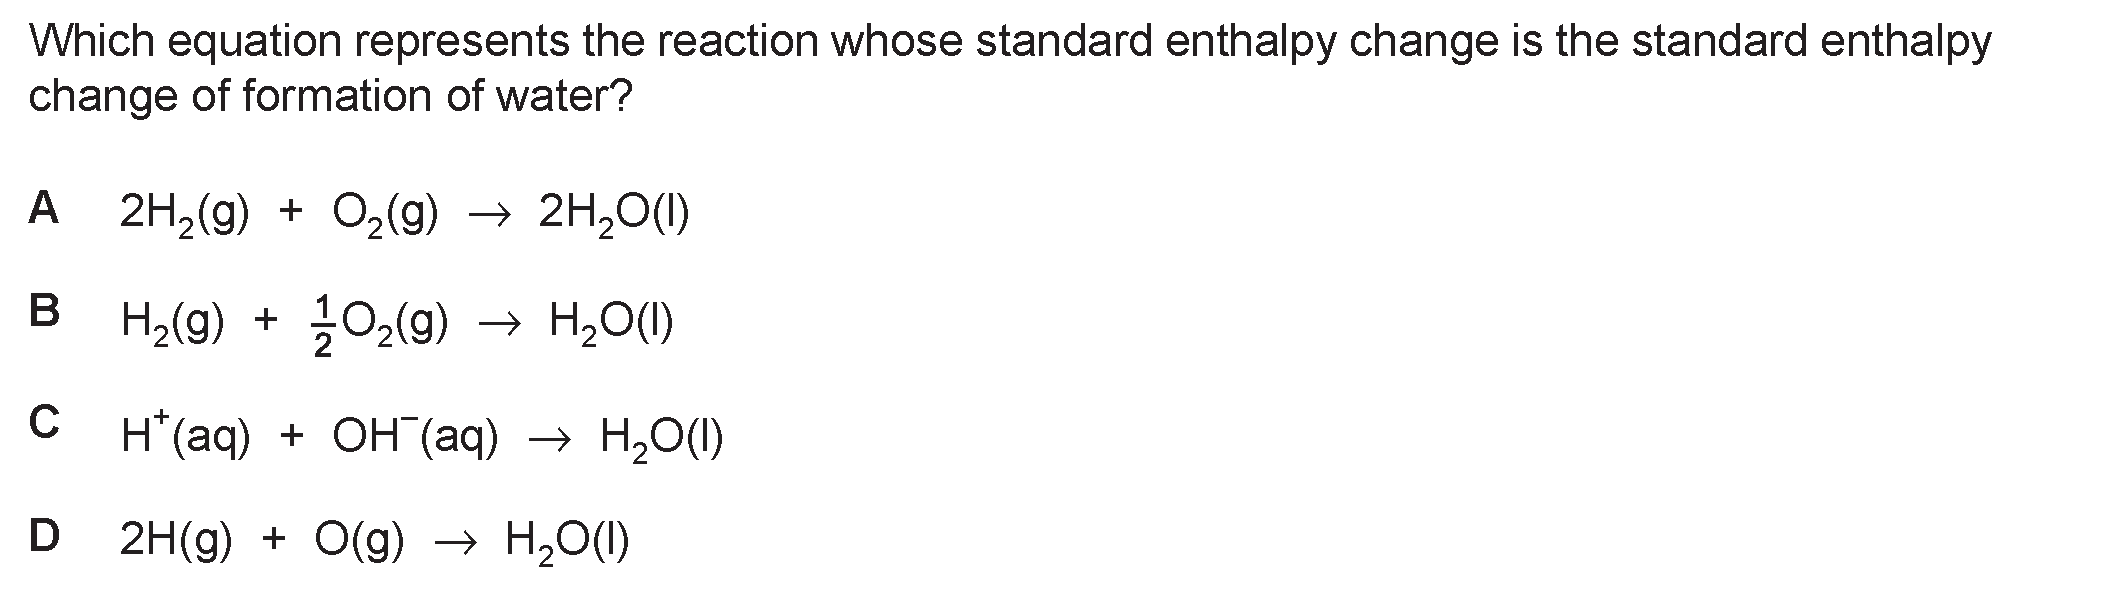 Which equation represents the reaction whose standard enthalpy change is the standard enthalpy
change of formation of water?
A 2H₂(g) + O₂(g) → 2H₂O(l)
B H₂(g) + ½O₂(g) → H₂O(l)
C H⁺(aq) + OH⁻(aq) → H₂O(l)
D 2H(g) + O(g) → H₂O(l)